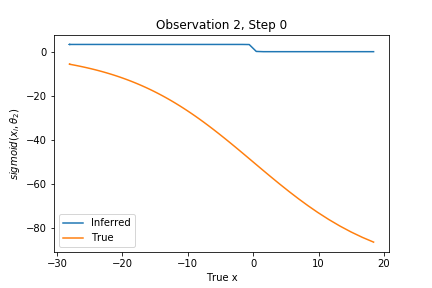 Observation 2, Step 0
sigmoid(xᵢ, θ₂)
0
−20
−40
−60
−80
Inferred
True
−30 −20 −10 0 10 20
True x